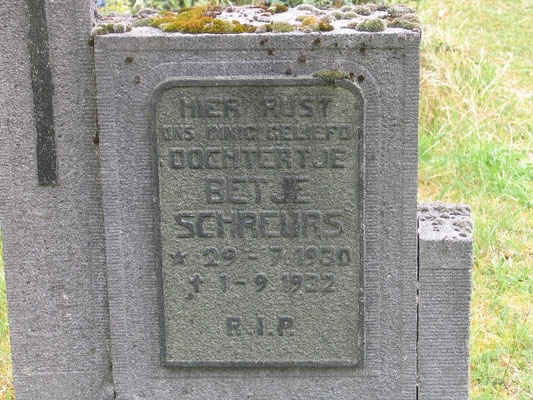 HIER RUST
ONS INNIG GELIEFD
DOCHTERTJE
BETJE
SCHREURS
* 29-7-1930
† 1-9 1932
R.I.P.